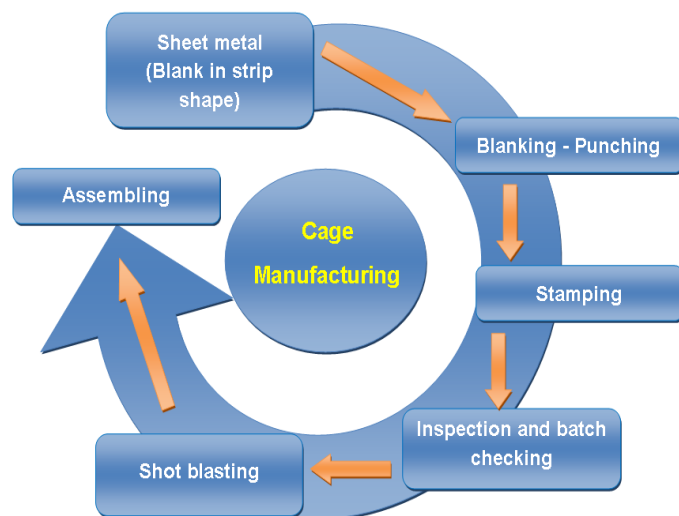 Sheet metal
(Blank in strip
shape)
Blanking - Punching
Assembling
Cage
Manufacturing
Stamping
Inspection and batch
checking
Shot blasting